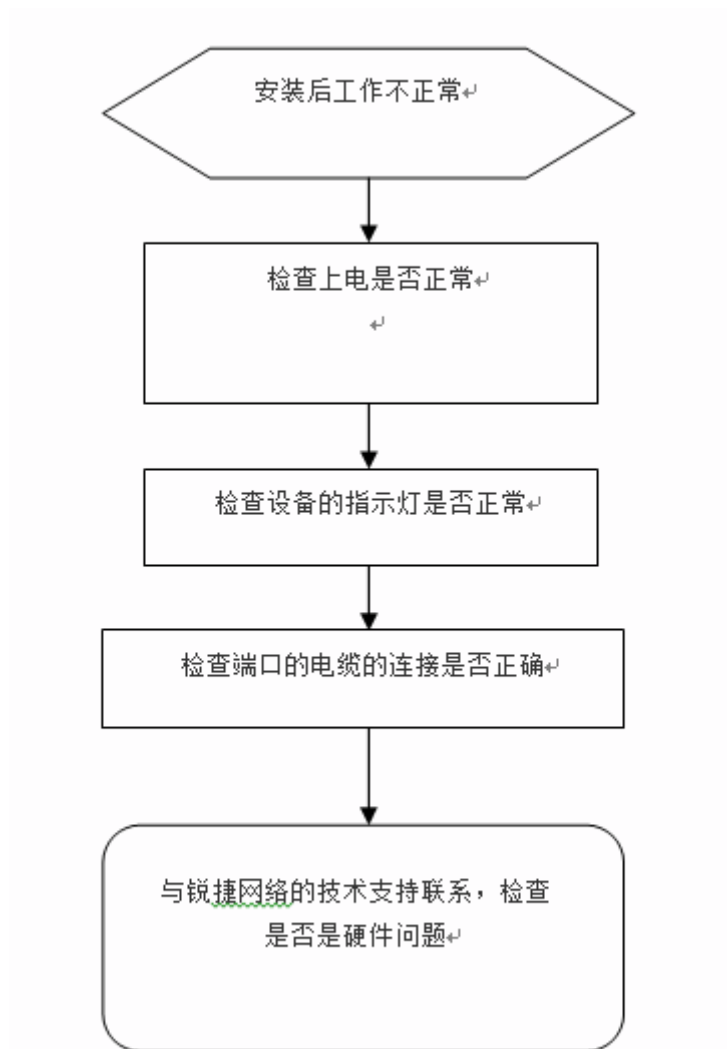 安装后工作不正常
检查上电是否正常
检查设备的指示灯是否正常
检查端口的电缆的连接是否正确
与锐捷网络的技术支持联系，检查
是否是硬件问题